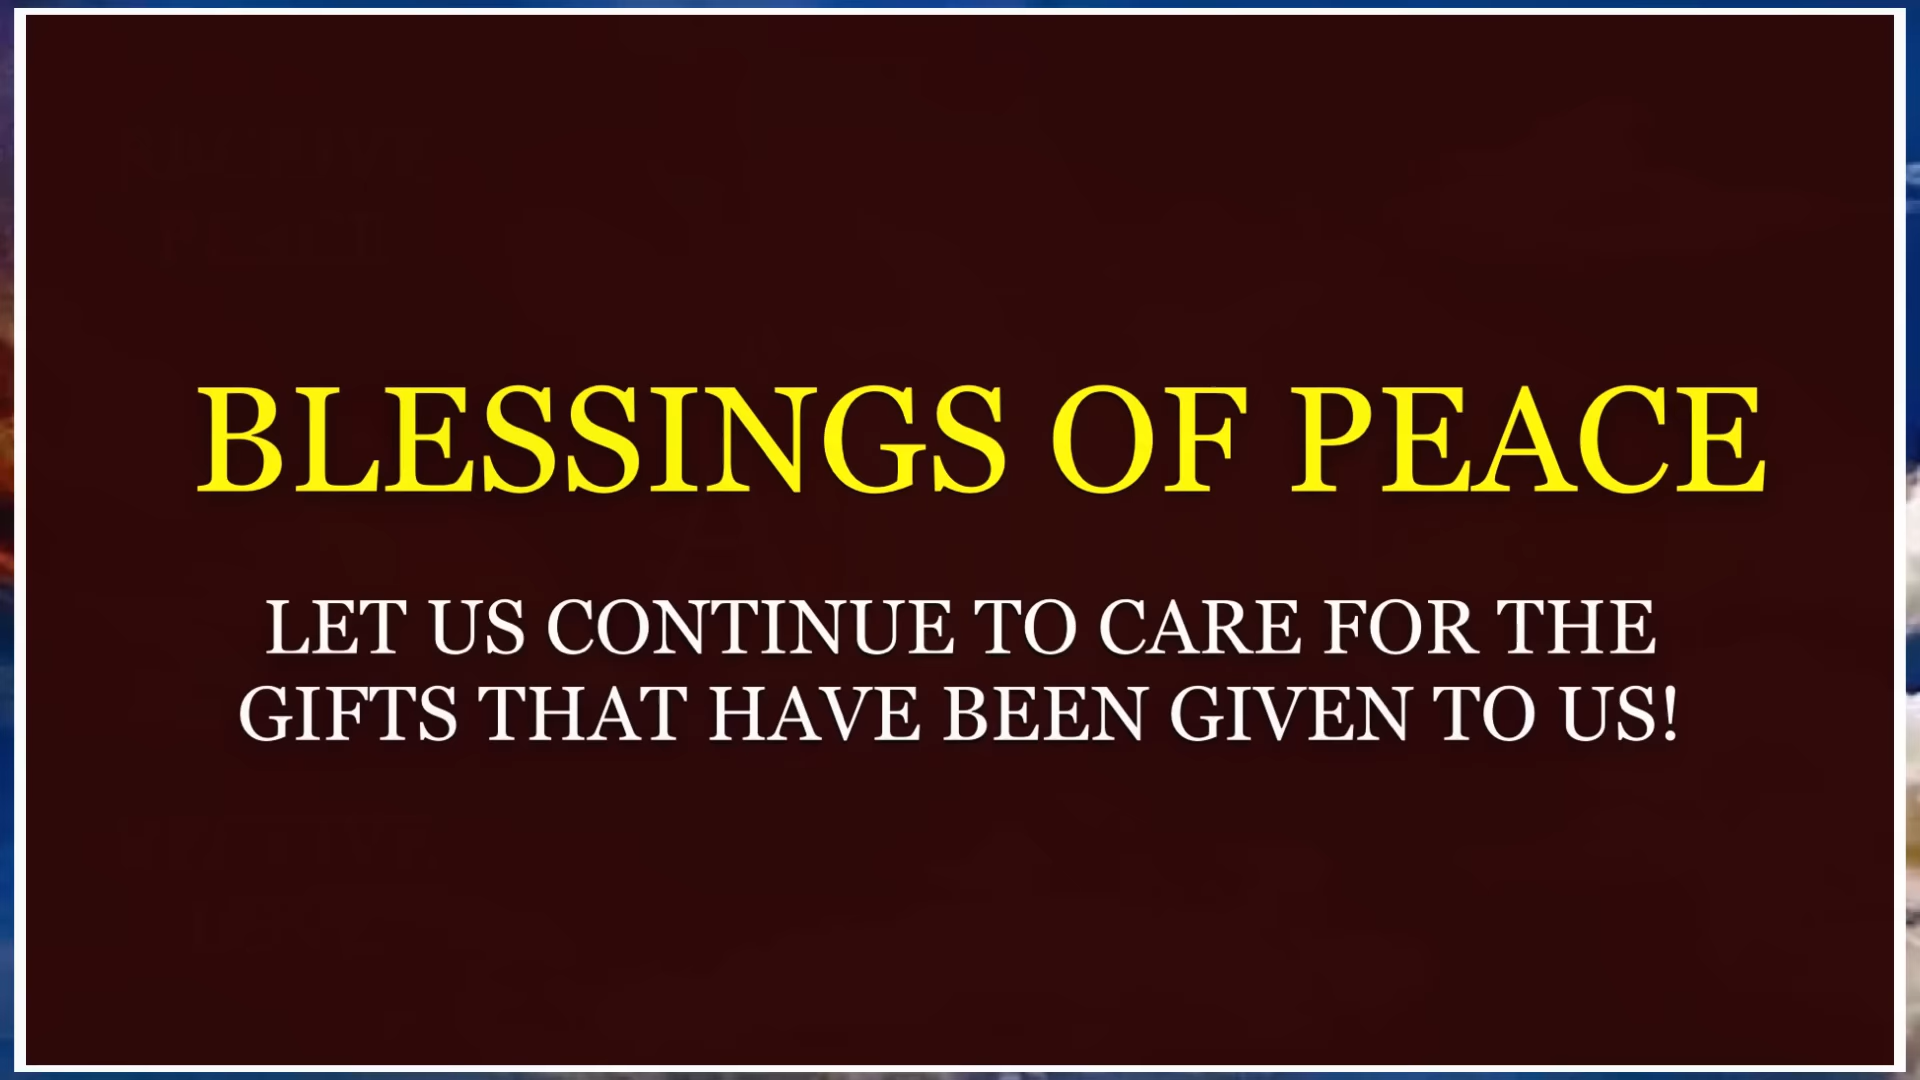 BLESSINGS OF PEACE
LET US CONTINUE TO CARE FOR THE
GIFTS THAT HAVE BEEN GIVEN TO US!